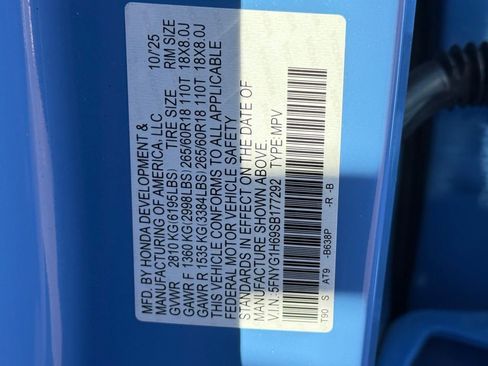 MFD. BY HONDA DEVELOPMENT & 10/25
MANUFACTURING OF AMERICA, LLC
GVWR 2810 KG(6195LBS) TIRE SIZE RIM SIZE
GAWR F 1360 KG(2998LBS) 265/60R18 110T 18X8.0J
GAWR R 1535 KG(3384LBS) 265/60R18 110T 18X8.0J
THIS VEHICLE CONFORMS TO ALL APPLICABLE
FEDERAL MOTOR VEHICLE SAFETY
STANDARDS IN EFFECT ON THE DATE OF
MANUFACTURE SHOWN ABOVE.
V.I.N.:5FNYG1H69SB177292 TYPE:MPV
T90 S AT9 -B638P -R -B